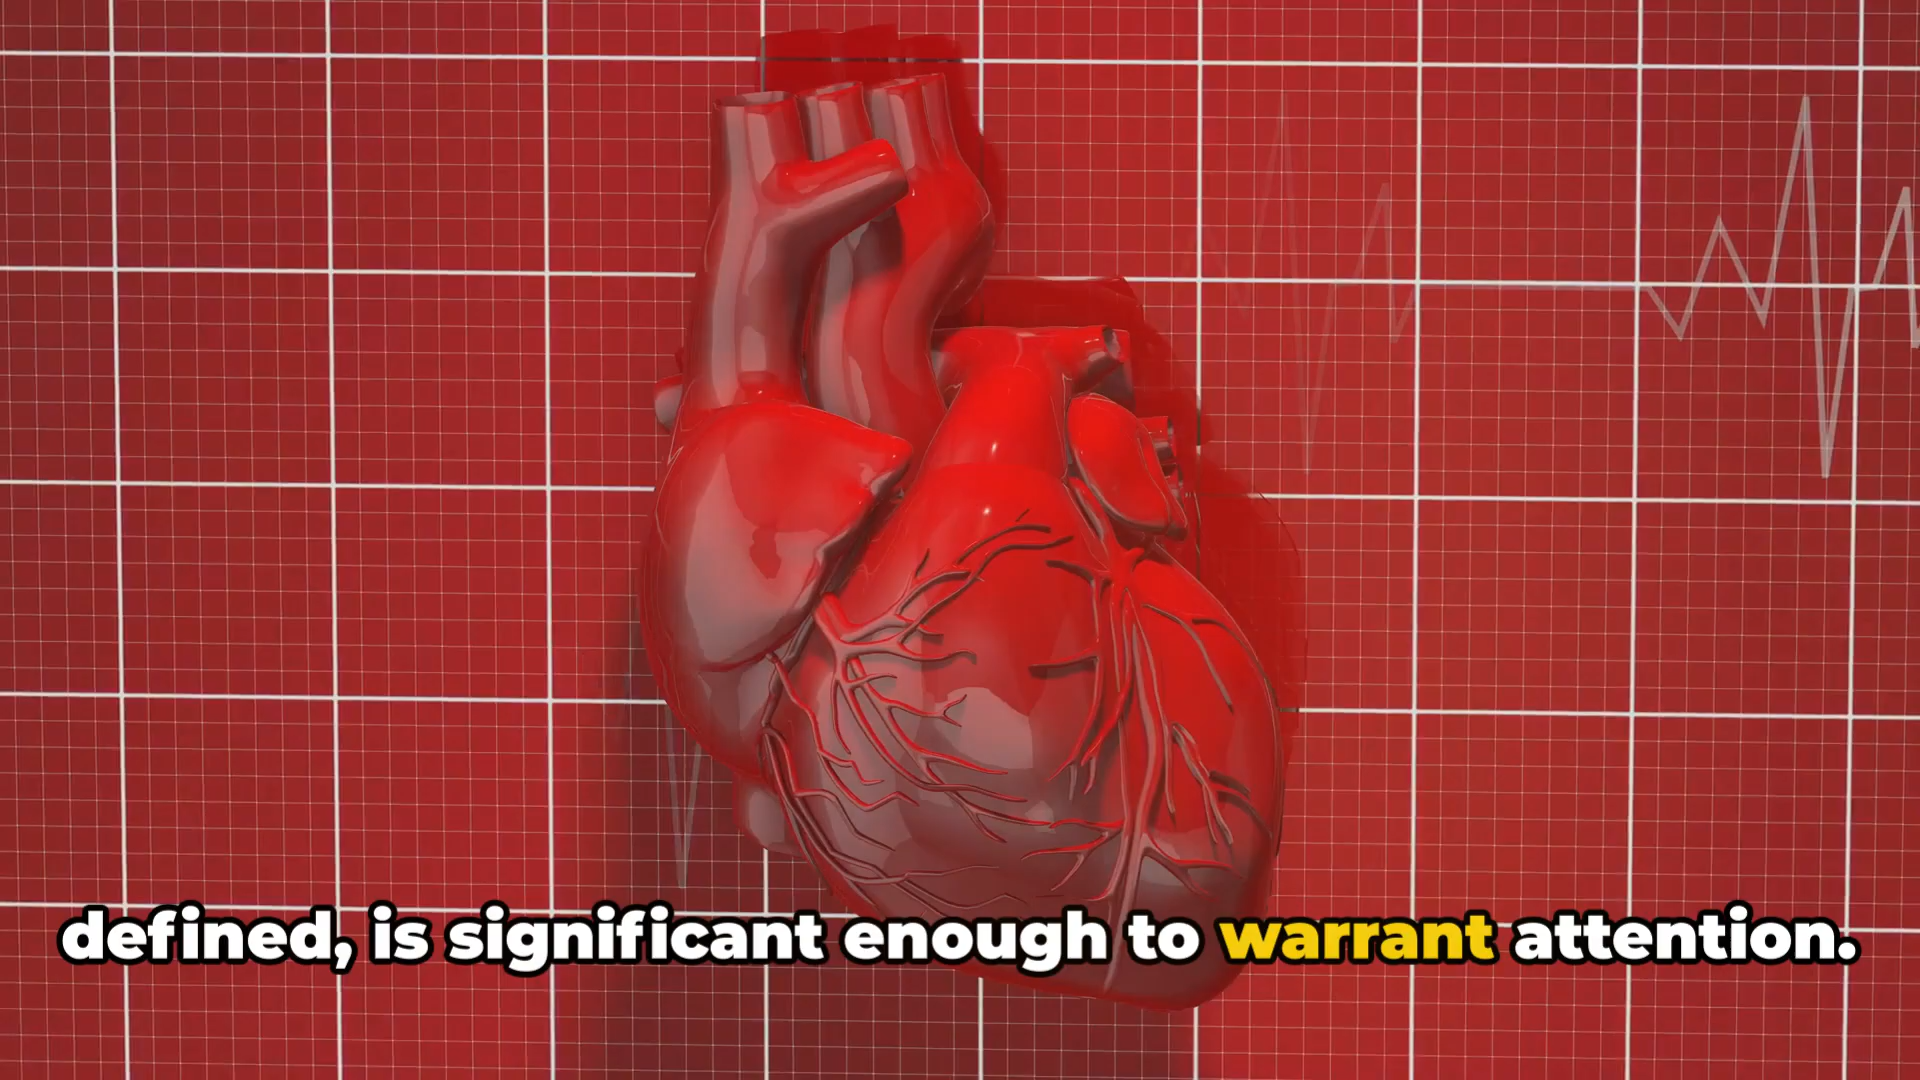 defined, is significant enough to warrant attention.